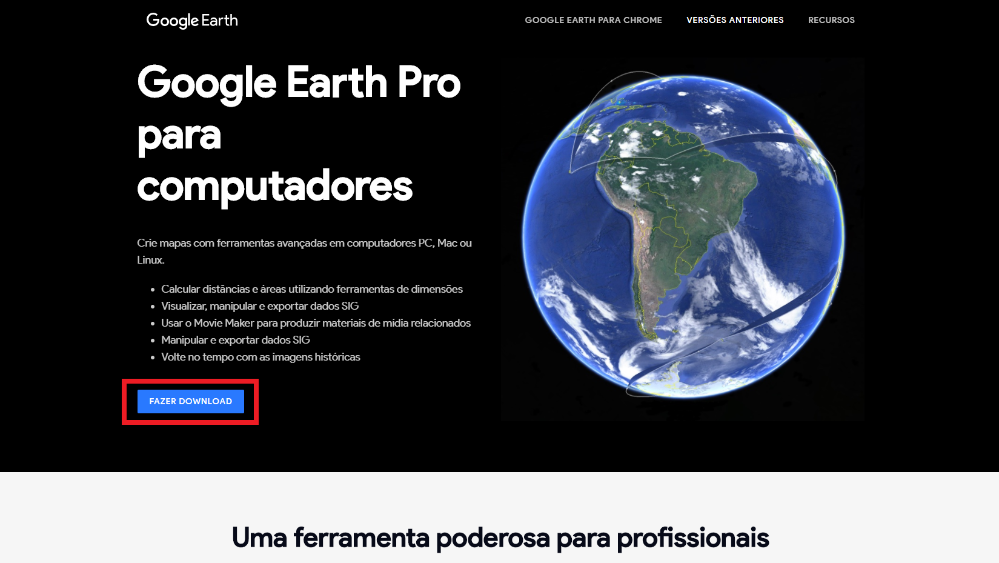 Google Earth
GOOGLE EARTH PARA CHROME
VERSÕES ANTERIORES
RECURSOS
Google Earth Pro
para
computadores
Crie mapas com ferramentas avançadas em computadores PC, Mac ou
Linux.
Calcular distâncias e áreas utilizando ferramentas de dimensões
Visualizar, manipular e exportar dados SIG
Usar o Movie Maker para produzir materiais de mídia relacionados
Manipular e exportar dados SIG
Volte no tempo com as imagens históricas
FAZER DOWNLOAD
Uma ferramenta poderosa para profissionais